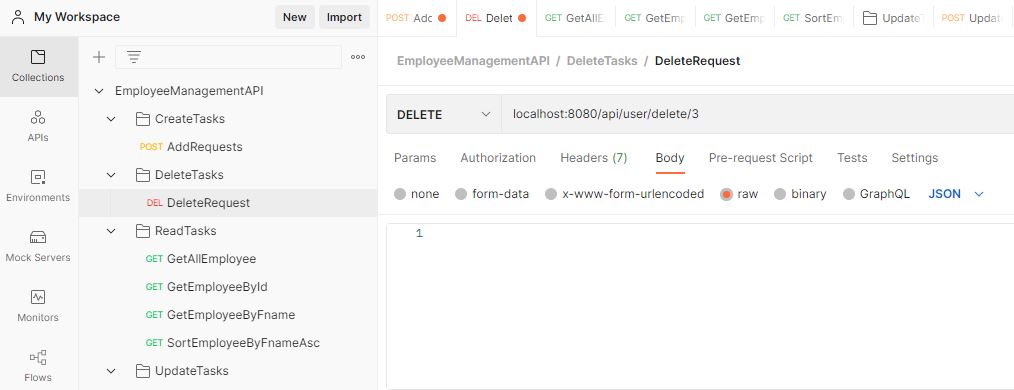 My Workspace
New
Import
POST Adc
DEL Delet
GET GetAllE
GET GetEmp
GET GetEmp
GET SortEm
Update
POST Updat
Collections
APIs
Environments
Mock Servers
Monitors
Flows
EmployeeManagementAPI
CreateTasks
POST AddRequests
DeleteTasks
DEL DeleteRequest
ReadTasks
GET GetAllEmployee
GET GetEmployeeById
GET GetEmployeeByFname
GET SortEmployeeByFnameAsc
UpdateTasks
EmployeeManagementAPI / DeleteTasks / DeleteRequest
DELETE localhost:8080/api/user/delete/3
Params Authorization Headers (7) Body Pre-request Script Tests Settings
none form-data x-www-form-urlencoded raw binary GraphQL JSON
1